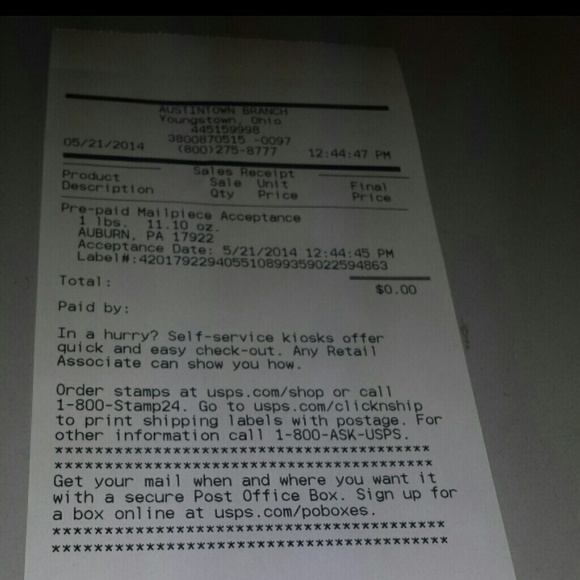 AUSTINTOWN BRANCH
Youngstown, Ohio
445159998
3800870515 -0097
05/21/2014 (800)275-8777 12:44:47 PM
Sales Receipt
Product Sale Unit Final
Description Qty Price Price
Pre-paid Mailpiece Acceptance
1 lbs. 11.10 oz.
AUBURN, PA 17922
Acceptance Date: 5/21/2014 12:44:45 PM
Label#:420179229405510899359022594863
Total: $0.00
Paid by:
In a hurry? Self-service kiosks offer
quick and easy check-out. Any Retail
Associate can show you how.
Order stamps at usps.com/shop or call
1-800-Stamp24. Go to usps.com/clicknship
to print shipping labels with postage. For
other information call 1-800-ASK-USPS.
****************************************
****************************************
Get your mail when and where you want it
with a secure Post Office Box. Sign up for
a box online at usps.com/poboxes.
****************************************
****************************************